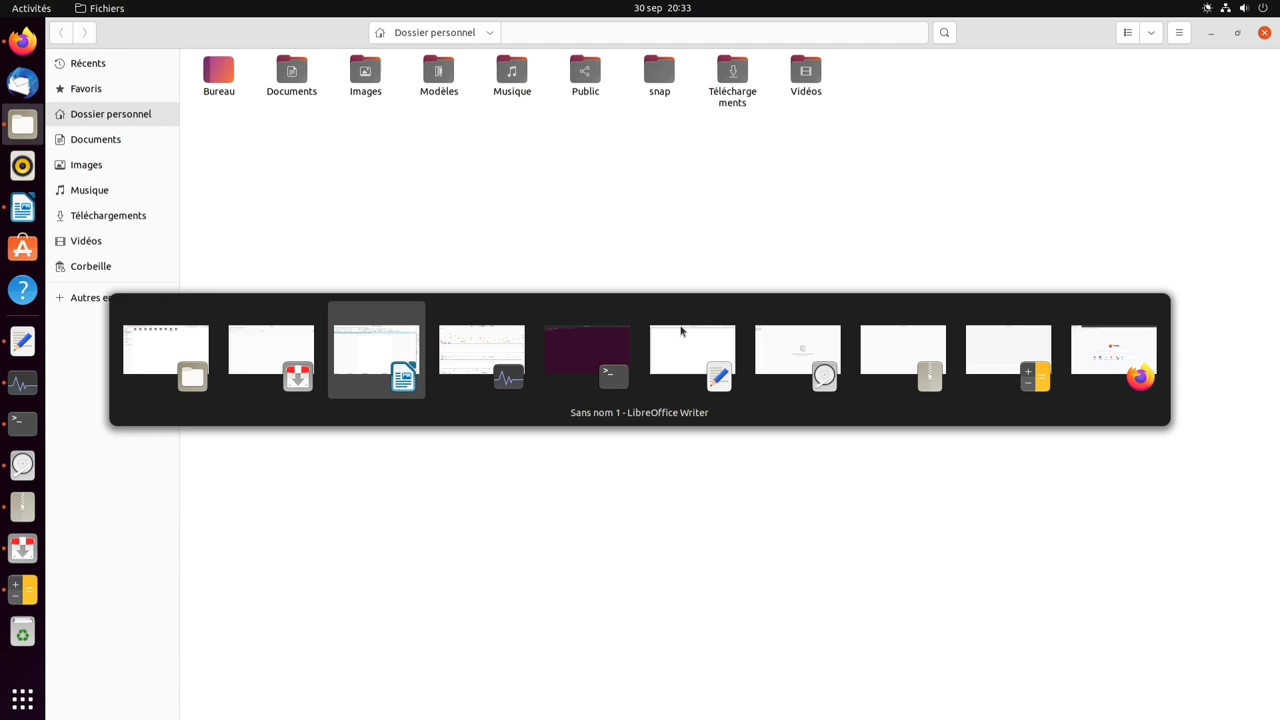 Activités
Fichiers
30 sep 20:33
Dossier personnel
Récents
Favoris
Dossier personnel
Documents
Images
Musique
Téléchargements
Vidéos
Corbeille
Autres
Bureau
Documents
Images
Modèles
Musique
Public
snap
Télécharge
ments
Vidéos
Sans nom 1 - LibreOffice Writer